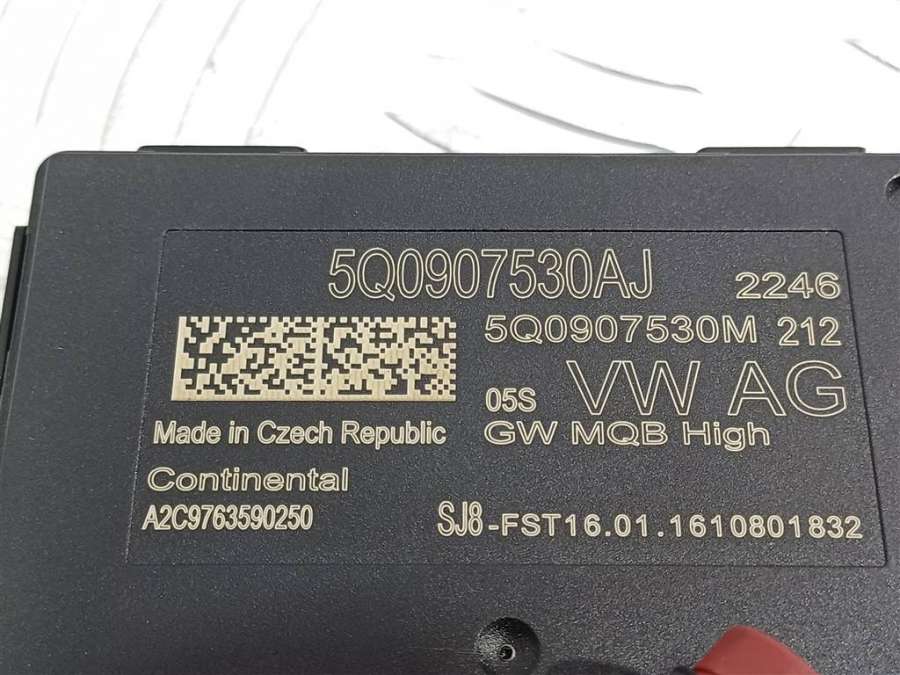 5Q0907530AJ 2246
5Q0907530M 212
05S VW AG
Made in Czech Republic GW MQB High
Continental
A2C9763590250 SJ8-FST16.01.1610801832